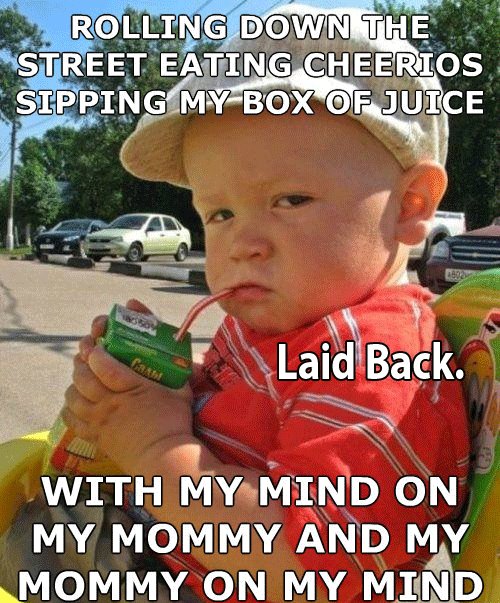 ROLLING DOWN THE
STREET EATING CHEERIOS
SIPPING MY BOX OF JUICE
Laid Back.
WITH MY MIND ON
MY MOMMY AND MY
MOMMY ON MY MIND